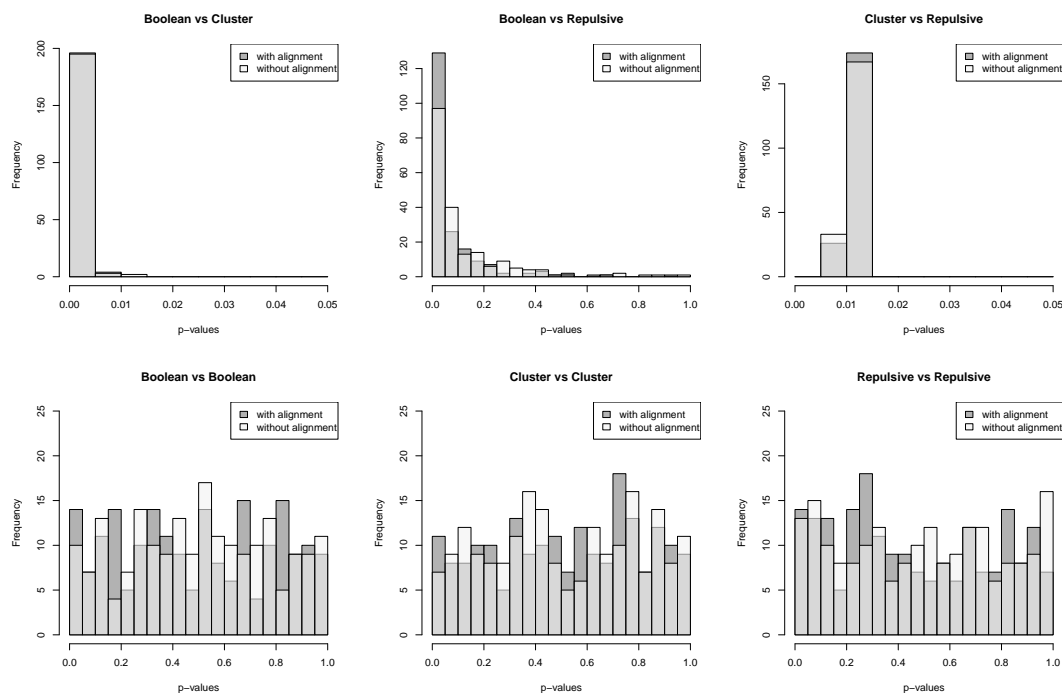 Boolean vs Cluster
Frequency
200
150
100
50
0
with alignment
without alignment
0.00 0.01 0.02 0.03 0.04 0.05
p−values
Boolean vs Repulsive
Frequency
120
100
80
60
40
20
0
with alignment
without alignment
0.0 0.2 0.4 0.6 0.8 1.0
p−values
Cluster vs Repulsive
Frequency
150
100
50
0
with alignment
without alignment
0.00 0.01 0.02 0.03 0.04 0.05
p−values
Boolean vs Boolean
Frequency
25
20
15
10
5
0
with alignment
without alignment
0.0 0.2 0.4 0.6 0.8 1.0
p−values
Cluster vs Cluster
Frequency
25
20
15
10
5
0
with alignment
without alignment
0.0 0.2 0.4 0.6 0.8 1.0
p−values
Repulsive vs Repulsive
Frequency
25
20
15
10
5
0
with alignment
without alignment
0.0 0.2 0.4 0.6 0.8 1.0
p−values